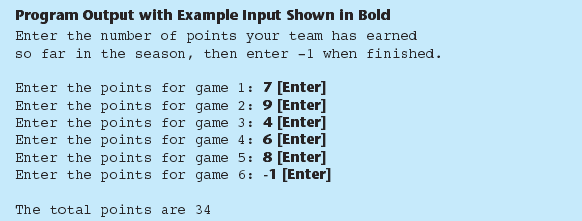 Program Output with Example Input Shown in Bold
Enter the number of points your team has earned
so far in the season, then enter -1 when finished.
Enter the points for game 1: 7 [Enter]
Enter the points for game 2: 9 [Enter]
Enter the points for game 3: 4 [Enter]
Enter the points for game 4: 6 [Enter]
Enter the points for game 5: 8 [Enter]
Enter the points for game 6: -1 [Enter]
The total points are 34